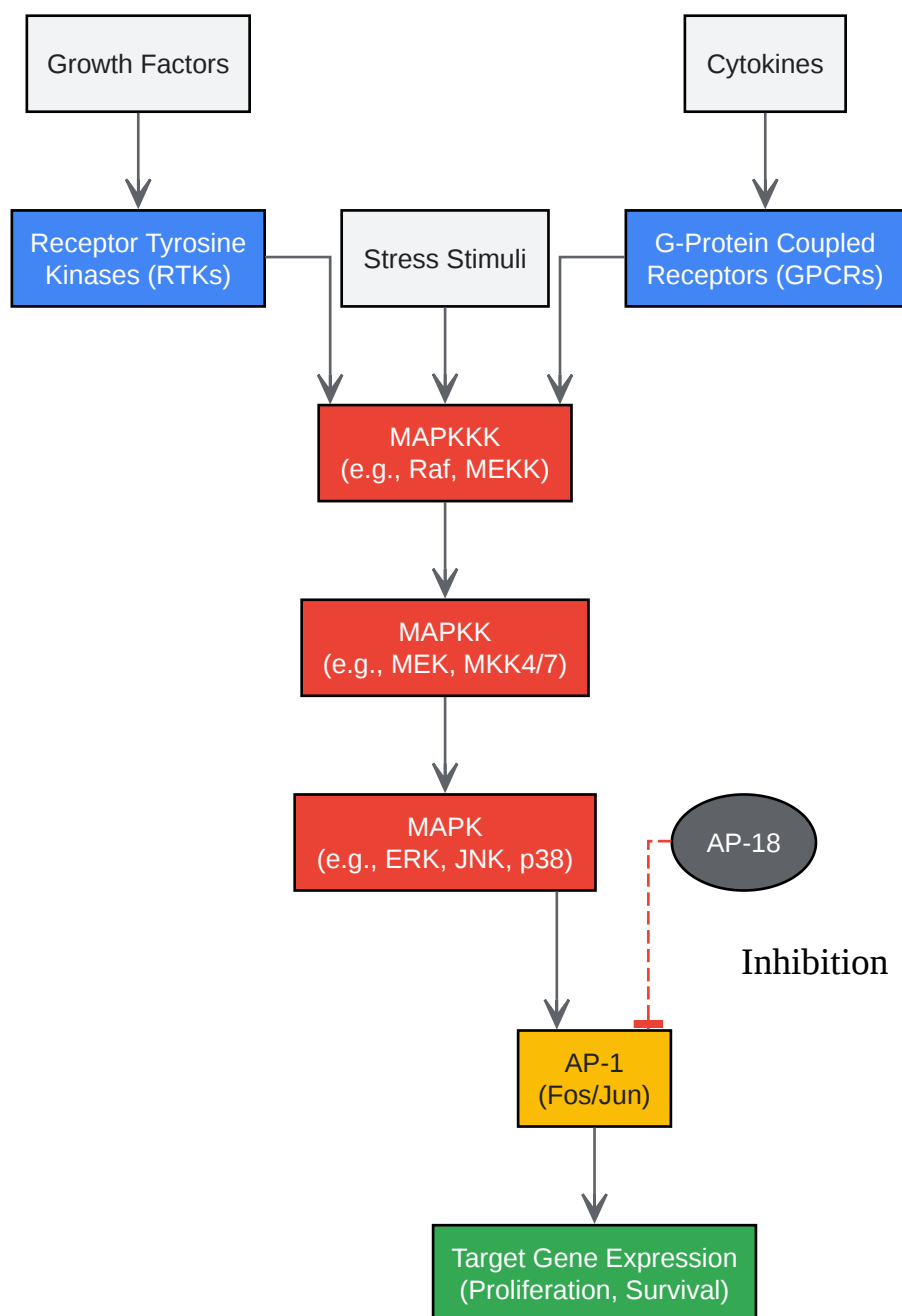 Growth Factors
Cytokines
Receptor Tyrosine
Kinases (RTKs)
Stress Stimuli
G-Protein Coupled
Receptors (GPCRs)
MAPKKK
(e.g., Raf, MEKK)
MAPKK
(e.g., MEK, MKK4/7)
MAPK
(e.g., ERK, JNK, p38)
AP-18
Inhibition
AP-1
(Fos/Jun)
Target Gene Expression
(Proliferation, Survival)